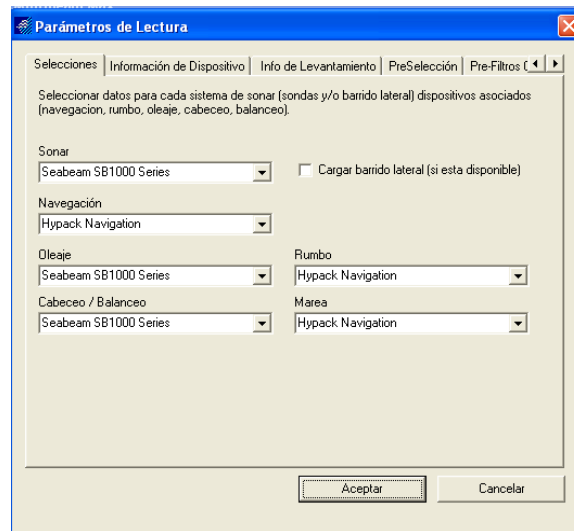 Parámetros de Lectura
Selecciones Información de Dispositivo Info de Levantamiento PreSelección Pre-Filtros
Seleccionar datos para cada sistema de sonar (sondas y/o barrido lateral) dispositivos asociados
(navegacion, rumbo, oleaje, cabeceo, balanceo).
Sonar
Seabeam SB1000 Series Cargar barrido lateral (si esta disponible)
Navegación
Hypack Navigation
Oleaje Rumbo
Seabeam SB1000 Series Hypack Navigation
Cabeceo / Balanceo Marea
Seabeam SB1000 Series Hypack Navigation
Aceptar Cancelar